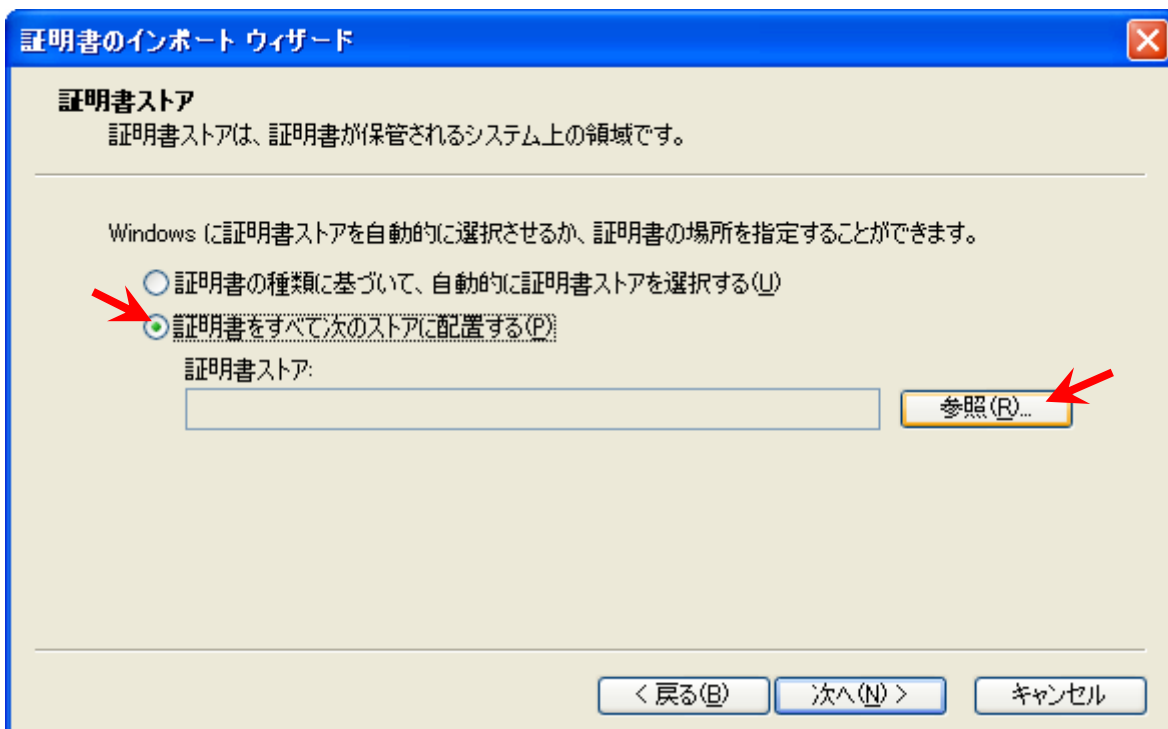 証明書のインポート ウィザード
証明書ストア
証明書ストアは、証明書が保管されるシステム上の領域です。
Windows に証明書ストアを自動的に選択させるか、証明書の場所を指定することができます。
証明書の種類に基づいて、自動的に証明書ストアを選択する(U)
証明書をすべて次のストアに配置する(P)
証明書ストア:
参照(R)...
< 戻る(B)
次へ(N) >
キャンセル